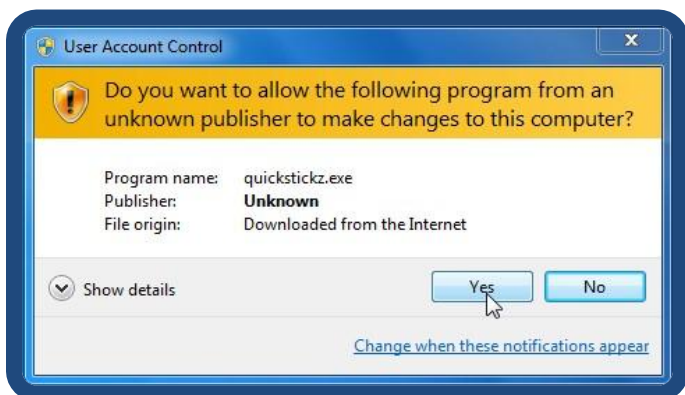 User Account Control
Do you want to allow the following program from an
unknown publisher to make changes to this computer?
Program name: quickstickz.exe
Publisher: Unknown
File origin: Downloaded from the Internet
Show details
Yes
No
Change when these notifications appear